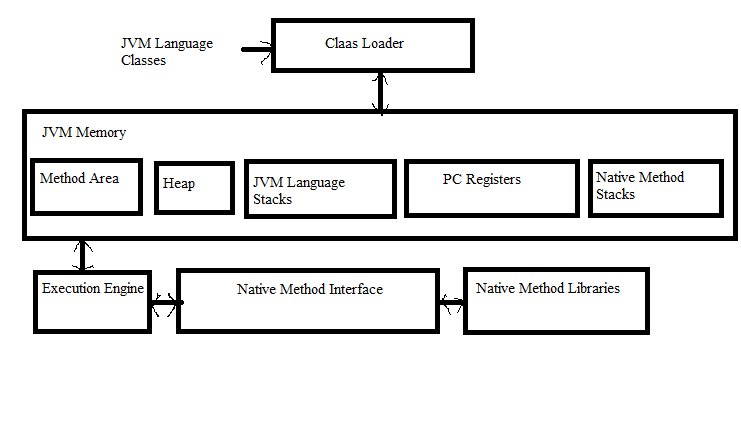 JVM Language
Classes
Claas Loader
JVM Memory
Method Area
Heap
JVM Language
Stacks
PC Registers
Native Method
Stacks
Execution Engine
Native Method Interface
Native Method Libraries